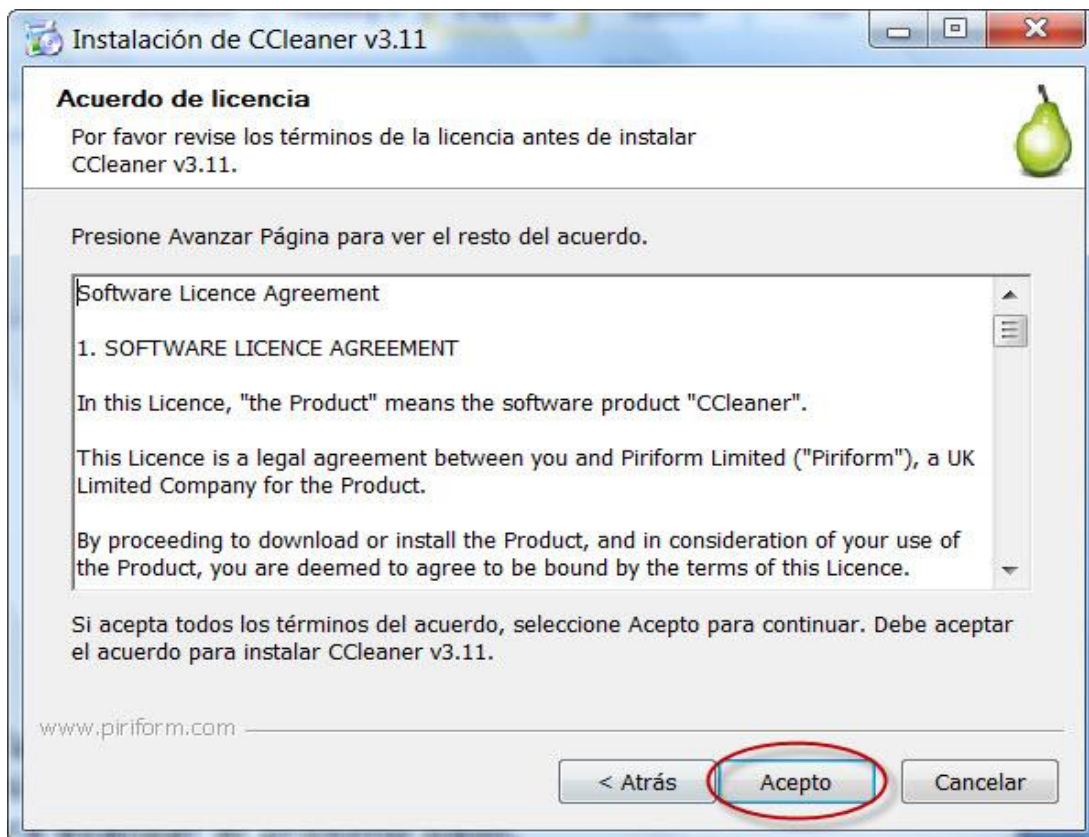 Instalación de CCleaner v3.11
Acuerdo de licencia
Por favor revise los términos de la licencia antes de instalar
CCleaner v3.11.
Presione Avanzar Página para ver el resto del acuerdo.
Software Licence Agreement
1. SOFTWARE LICENCE AGREEMENT
In this Licence, "the Product" means the software product "CCleaner".
This Licence is a legal agreement between you and Piriform Limited ("Piriform"), a UK
Limited Company for the Product.
By proceeding to download or install the Product, and in consideration of your use of
the Product, you are deemed to agree to be bound by the terms of this Licence.
Si acepta todos los términos del acuerdo, seleccione Acepto para continuar. Debe aceptar
el acuerdo para instalar CCleaner v3.11.
www.piriform.com
< Atrás Acepto Cancelar